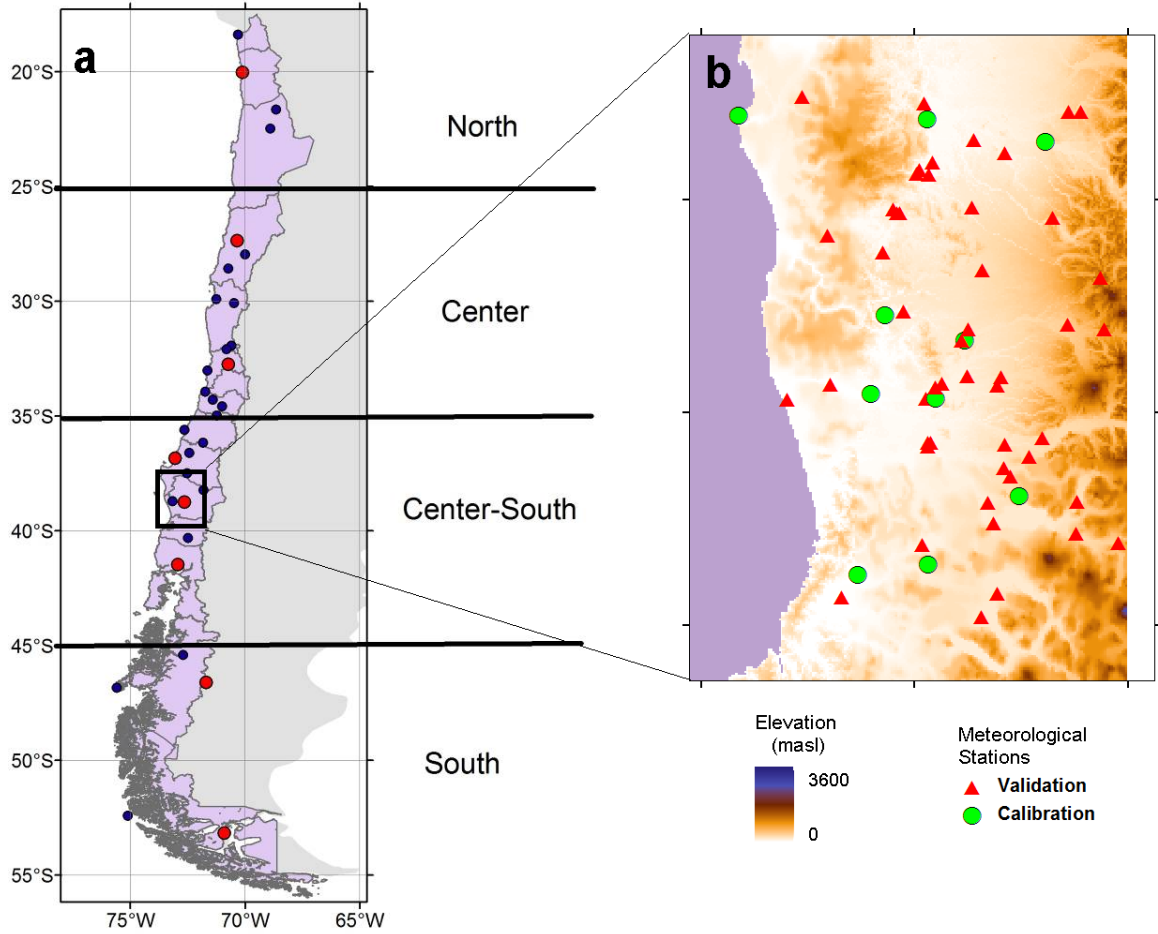 a
20°S
25°S
30°S
35°S
40°S
45°S
50°S
55°S
75°W
70°W
65°W
North
Center
Center-South
South
b
Elevation
(masl)
3600
0
Meteorological
Stations
Validation
Calibration